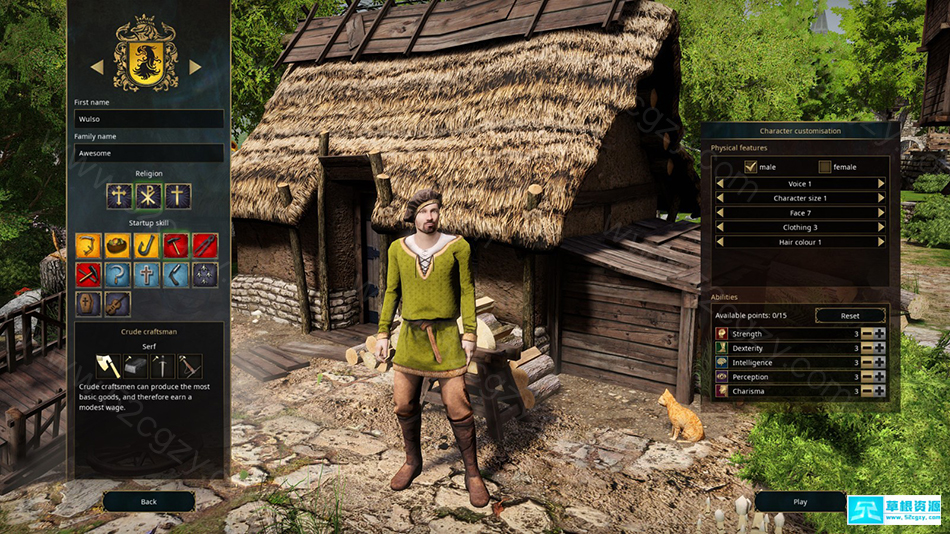 First name
Wulso
Family name
Awesome
Religion
Startup skill
Crude craftsman
Serf
Crude craftsmen can produce the most
basic goods, and therefore earn a
modest wage.
Back
Character customisation
Physical features
male
female
Voice 1
Character size 1
Face 7
Clothing 3
Hair colour 1
Abilities
Available points: 0/15
Reset
Strength 3
Dexterity 3
Intelligence 3
Perception 3
Charisma 3
Play
草根资源
www.52cgzy.com